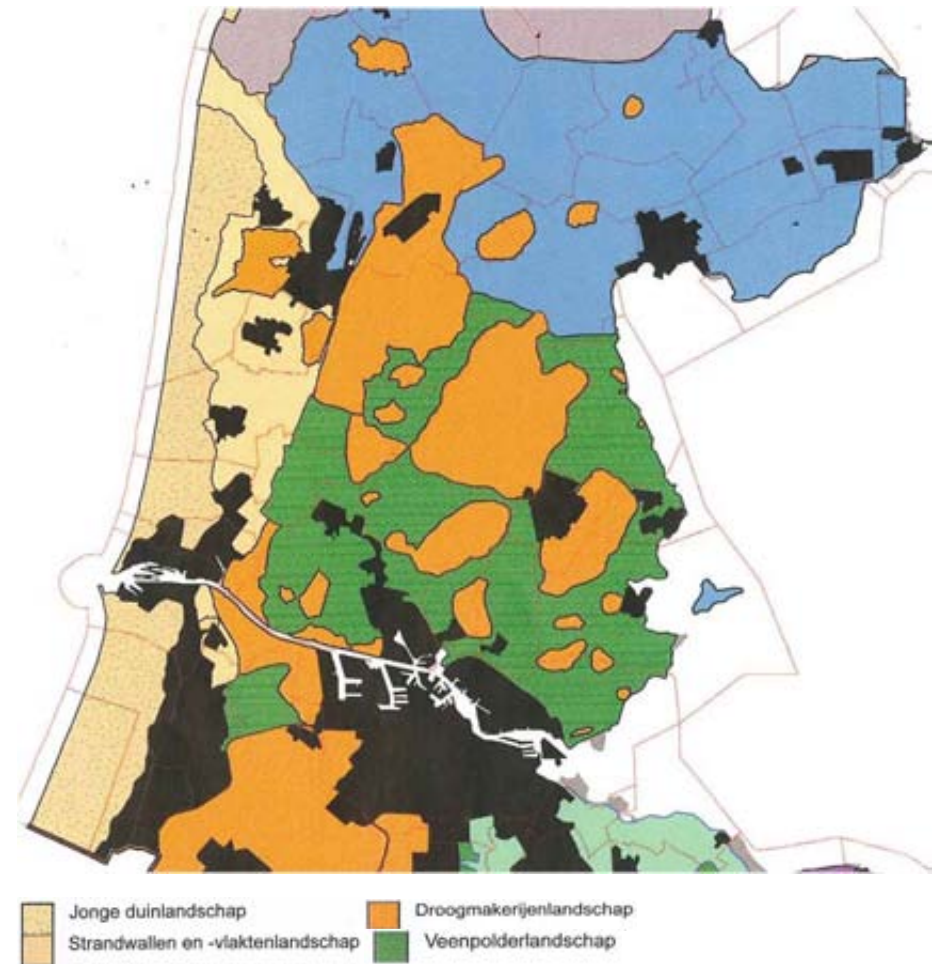 Jonge duinlandschap
Strandwallen en -vlaktenlandschap
Droogmakerijenlandschap
Veenpolderlandschap